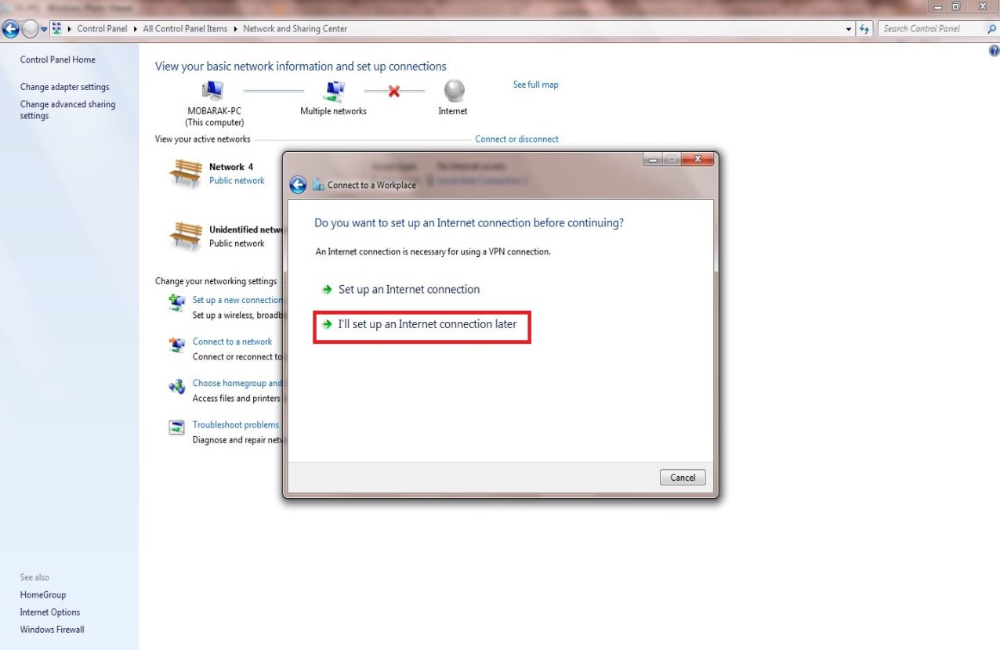 Control Panel ▸ All Control Panel Items ▸ Network and Sharing Center
Search Control Panel
Control Panel Home
Change adapter settings
Change advanced sharing
settings
View your basic network information and set up connections
See full map
MOBARAK-PC
(This computer)
Multiple networks
Internet
View your active networks
Connect or disconnect
Network 4
Public network
Unidentified netw
Public network
Change your networking settings
Set up a new connection
Set up a wireless, broadb
Connect to a network
Connect or reconnect to
Choose homegroup and
Access files and printers
Troubleshoot problems
Diagnose and repair netw
Connect to a Workplace
Do you want to set up an Internet connection before continuing?
An Internet connection is necessary for using a VPN connection.
Set up an Internet connection
I'll set up an Internet connection later
Cancel
See also
HomeGroup
Internet Options
Windows Firewall